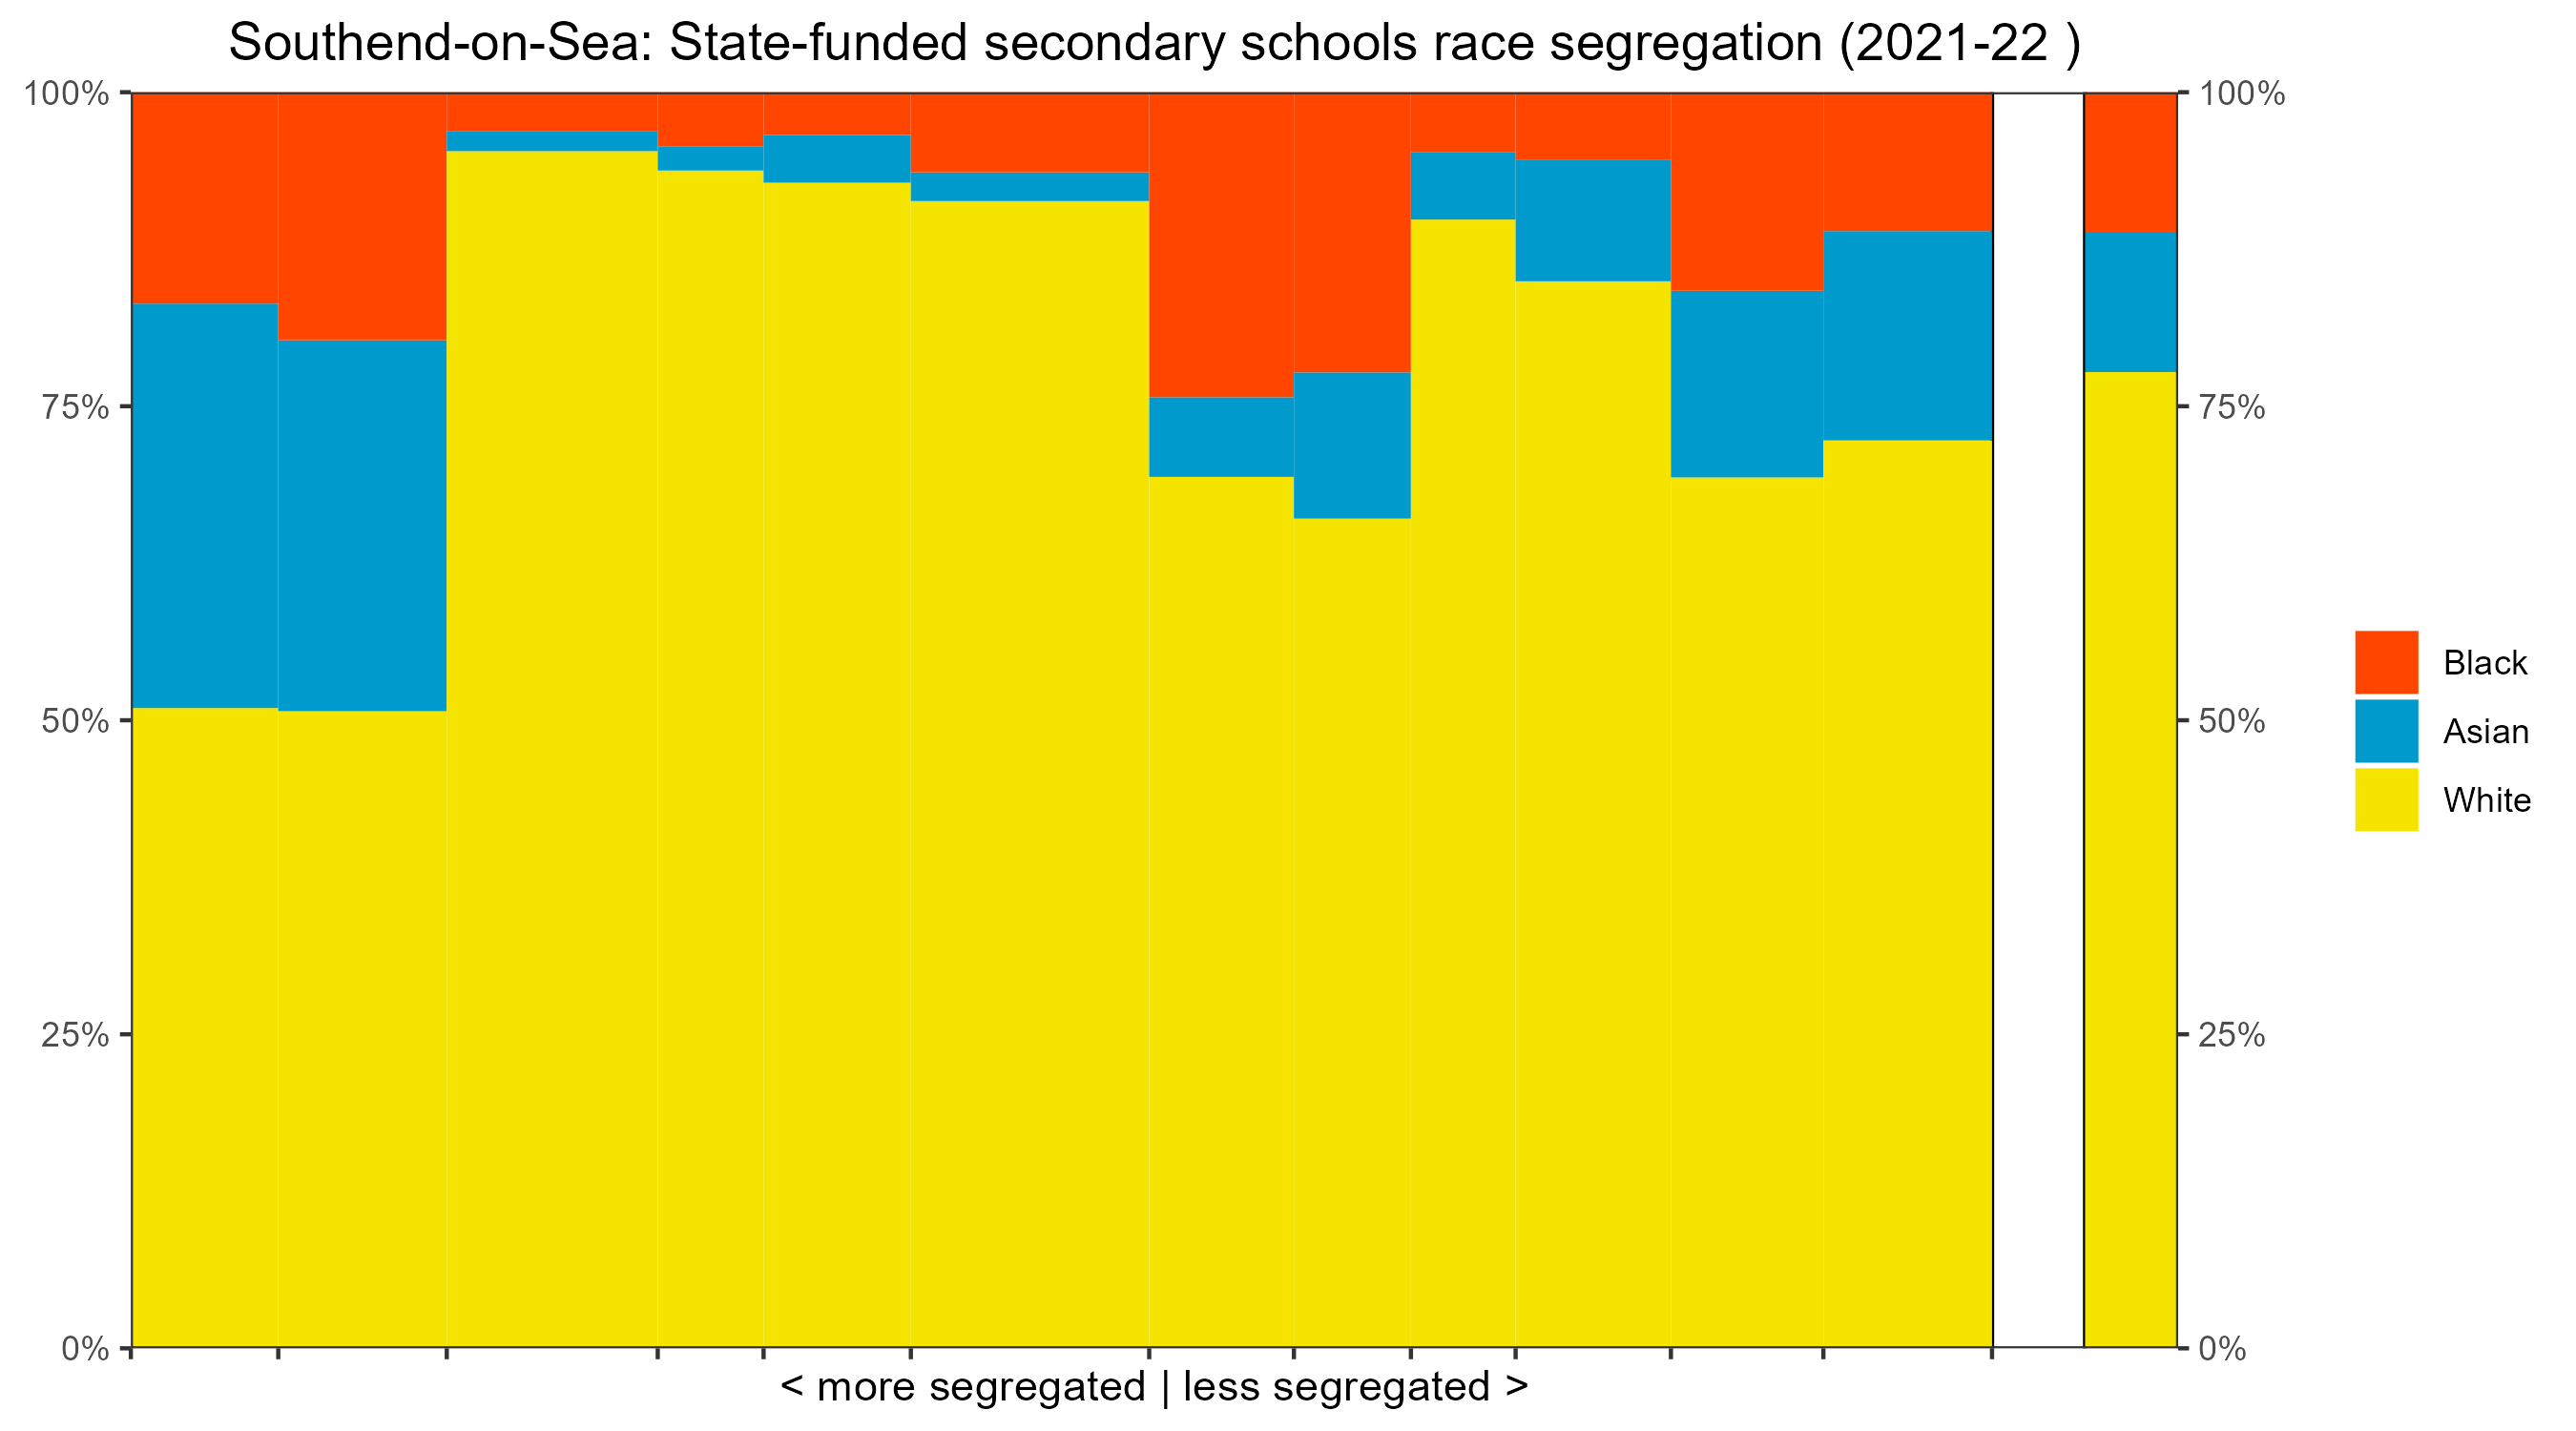 Southend-on-Sea: State-funded secondary schools race segregation (2021-22 )
100%
75%
50%
25%
0%
100%
75%
50%
25%
0%
Black
Asian
White
< more segregated | less segregated >